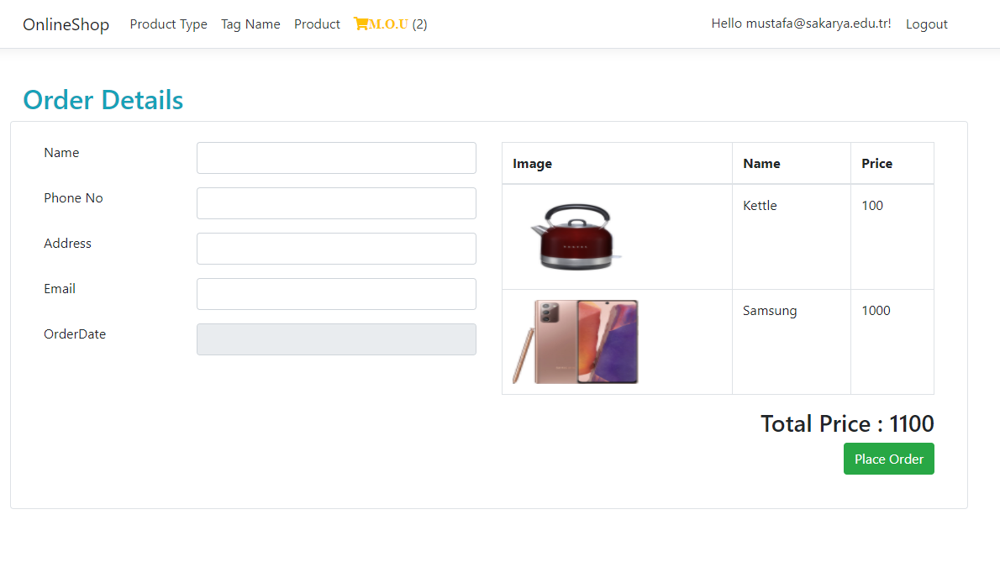 OnlineShop Product Type Tag Name Product M.O.U (2) Hello mustafa@sakarya.edu.tr! Logout
Order Details
Name
Phone No
Address
Email
OrderDate
Image Name Price
Kettle 100
Samsung 1000
Total Price : 1100
Place Order